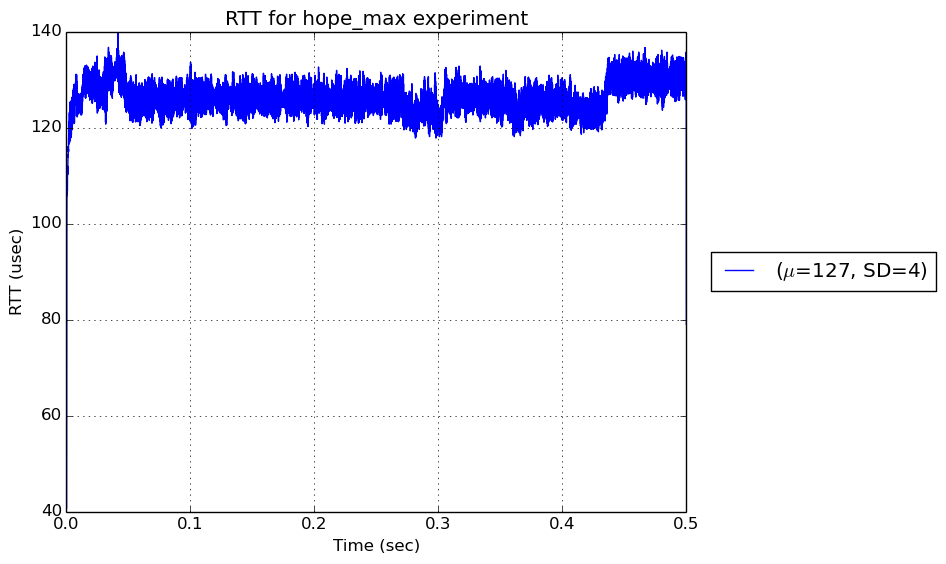 RTT for hope_max experiment
140
120
100
80
60
40
RTT (usec)
0.0 0.1 0.2 0.3 0.4 0.5
Time (sec)
(μ=127, SD=4)